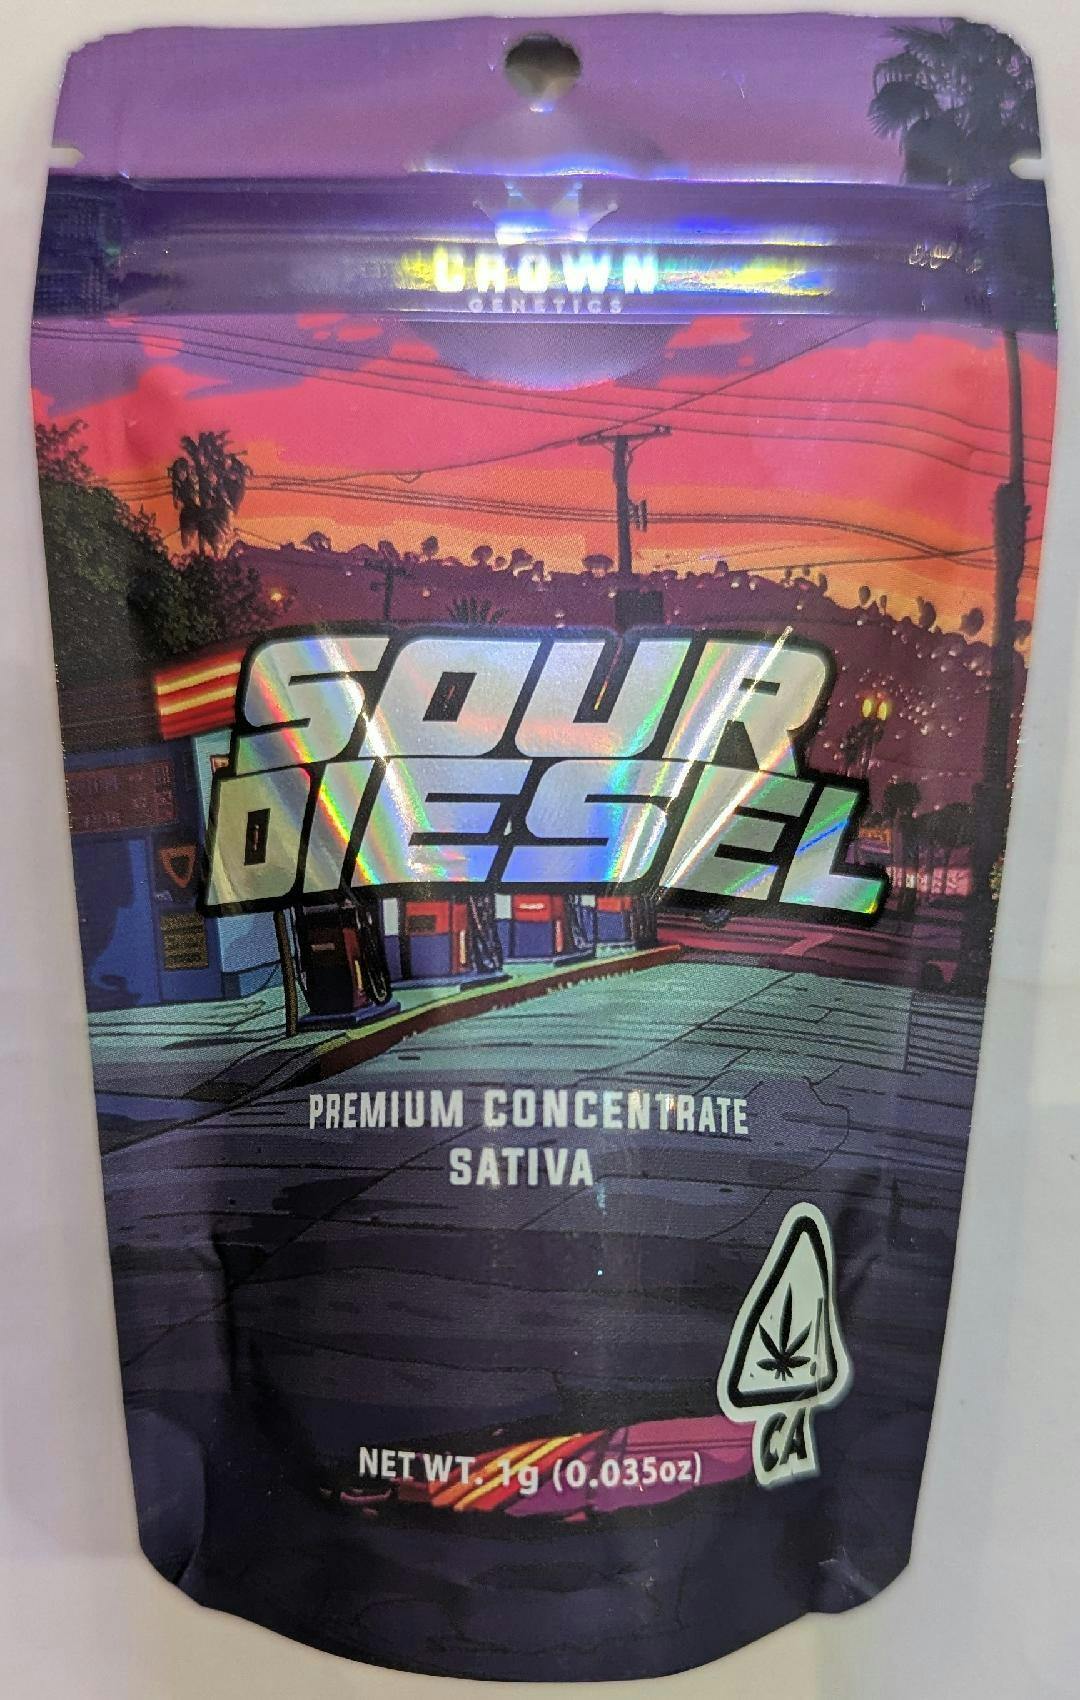 CROWN
GENETICS
SOUR
DIESEL
PREMIUM CONCENTRATE
SATIVA
CA
NET WT. 1g (0.035oz)